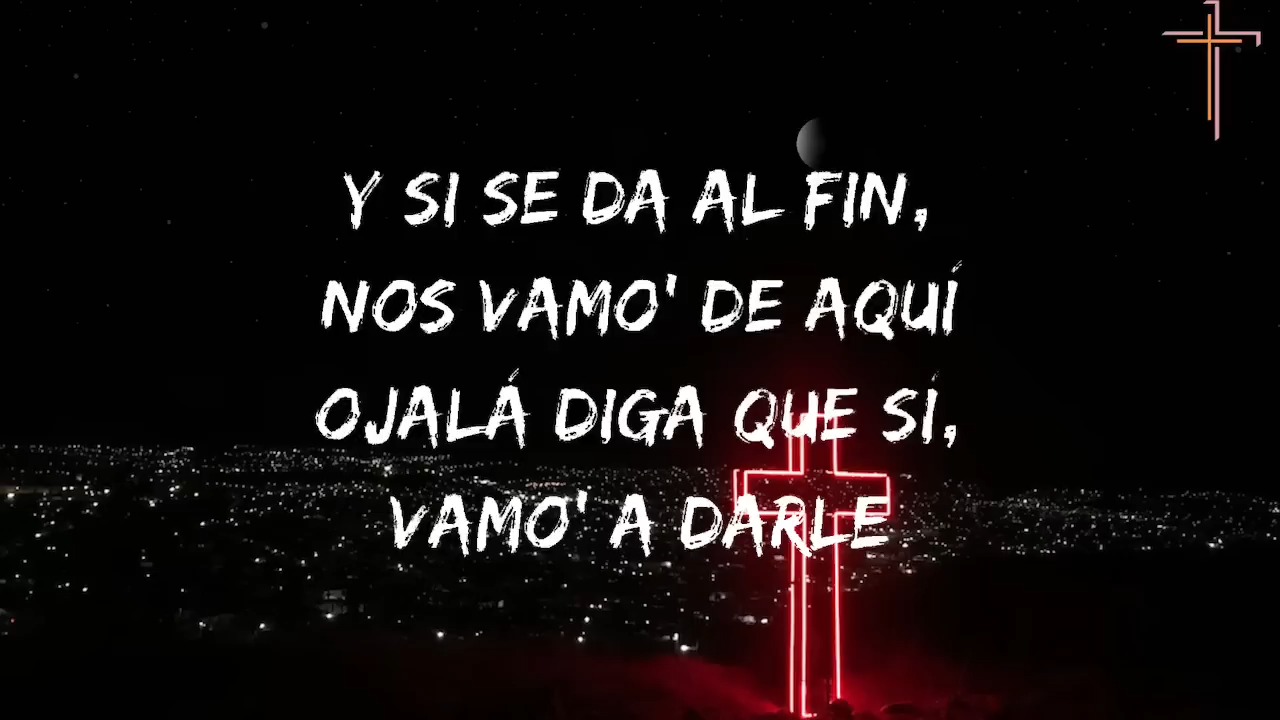 Y SI SE DA AL FIN,
NOS VAMO' DE AQUÍ
OJALÁ DIGA QUE SÍ,
VAMO' A DARLE